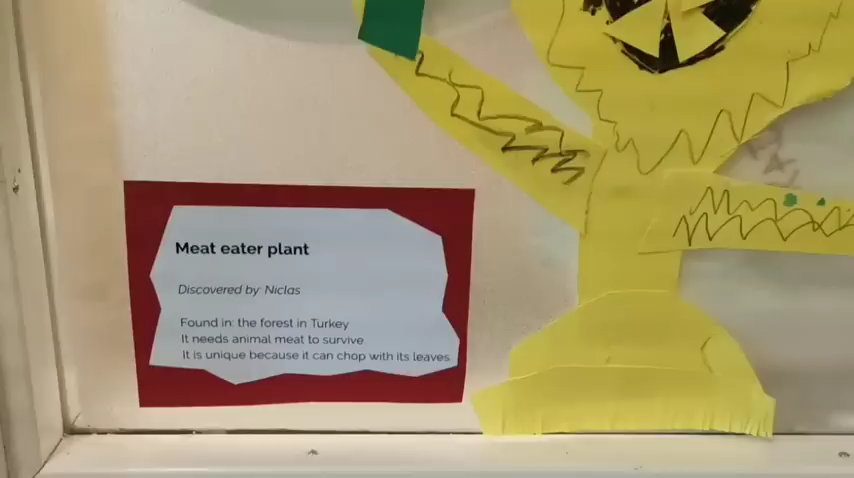 Meat eater plant
Discovered by: Niclas
Found in: the forest in Turkey
It needs animal meat to survive
It is unique because it can chop with its leaves